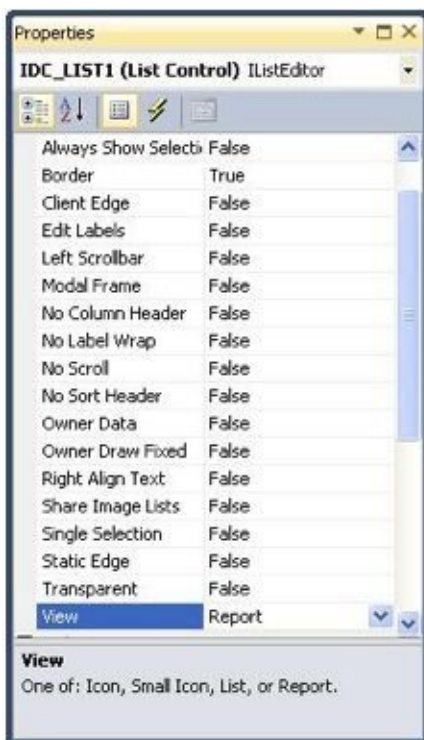 Properties
IDC_LIST1 (List Control) IListEditor
Always Show Selecti False
Border True
Client Edge False
Edit Labels False
Left Scrollbar False
Modal Frame False
No Column Header False
No Label Wrap False
No Scroll False
No Sort Header False
Owner Data False
Owner Draw Fixed False
Right Align Text False
Share Image Lists False
Single Selection False
Static Edge False
Transparent False
View Report
View
One of: Icon, Small Icon, List, or Report.